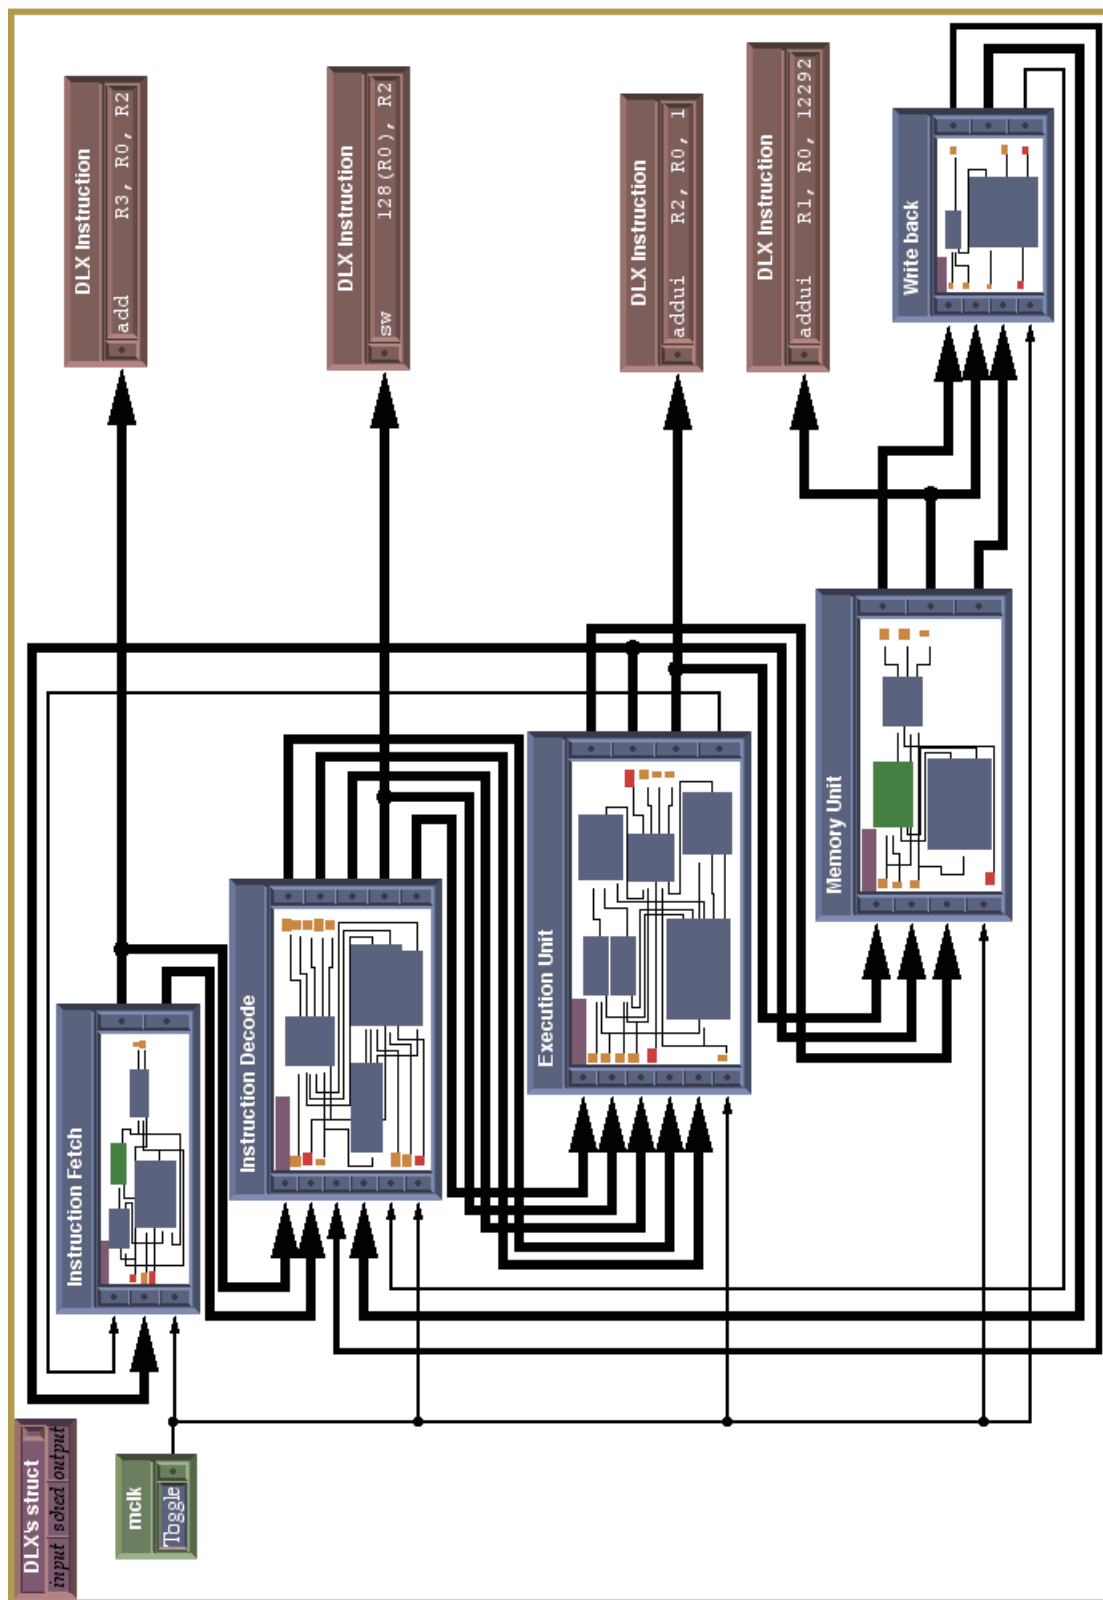 DLX's struct
input sched output
mclk
Toggle
Instruction Fetch
Instruction Decode
Execution Unit
Memory Unit
Write back
DLX Instruction
add R3, R0, R2
DLX Instruction
sw 128(R0), R2
DLX Instruction
addui R2, R0, 1
DLX Instruction
addui R1, R0, 12292